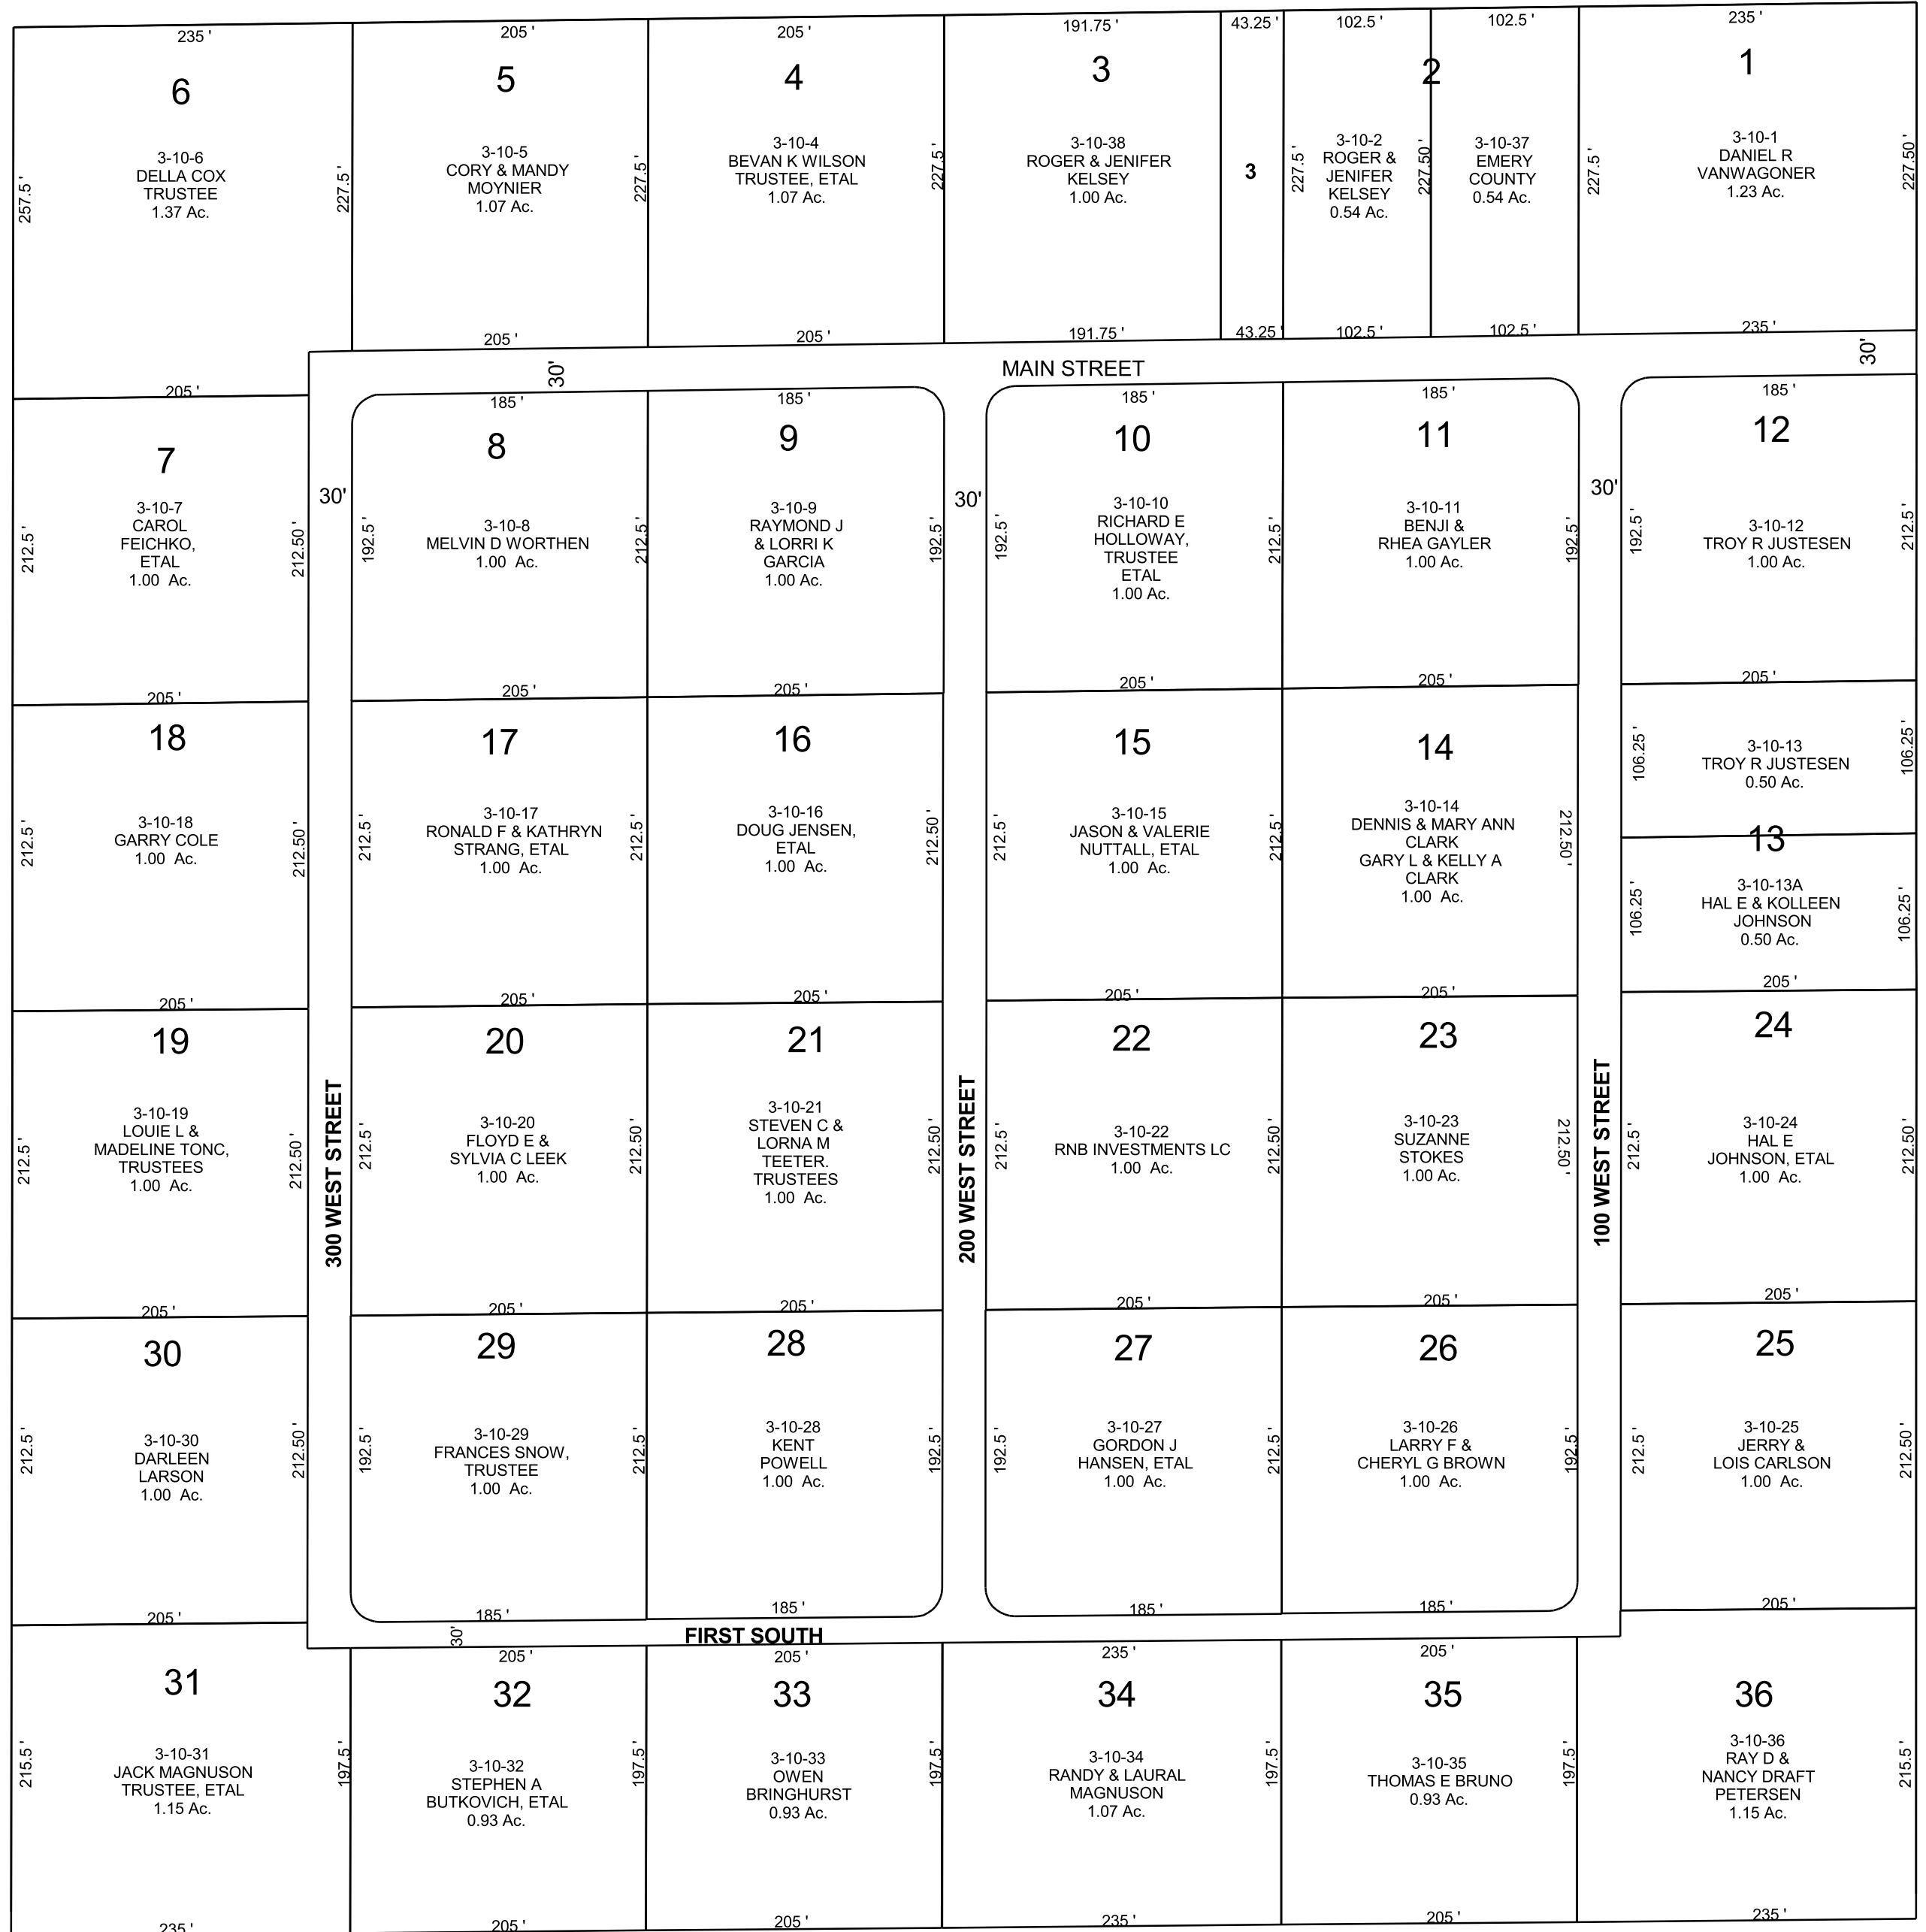 235 '
205 '
205 '
191.75 '
43.25 '
102.5 '
102.5 '
235 '
6
5
4
3
2
1
257.5 '
3-10-6
DELLA COX
TRUSTEE
1.37 Ac.
227.5 '
3-10-5
CORY & MANDY
MOYNIER
1.07 Ac.
227.5 '
3-10-4
BEVAN K WILSON
TRUSTEE, ETAL
1.07 Ac.
227.5 '
3-10-38
ROGER & JENIFER
KELSEY
1.00 Ac.
3
227.5 '
3-10-2
ROGER &
JENIFER
KELSEY
0.54 Ac.
227.50 '
3-10-37
EMERY
COUNTY
0.54 Ac.
227.5 '
3-10-1
DANIEL R
VANWAGONER
1.23 Ac.
227.50 '
205 '
205 '
205 '
191.75 '
43.25 '
102.5 '
102.5 '
235 '
30'
MAIN STREET
30'
185 '
185 '
185 '
185 '
185 '
7
8
9
10
11
12
30'
30'
30'
212.5 '
3-10-7
CAROL
FEICHKO,
ETAL
1.00 Ac.
212.50 '
192.5 '
3-10-8
MELVIN D WORTHEN
1.00 Ac.
212.5 '
3-10-9
RAYMOND J
& LORRI K
GARCIA
1.00 Ac.
192.5 '
192.5 '
3-10-10
RICHARD E
HOLLOWAY,
TRUSTEE
ETAL
1.00 Ac.
212.5 '
3-10-11
BENJI &
RHEA GAYLER
1.00 Ac.
192.5 '
192.5 '
3-10-12
TROY R JUSTESEN
1.00 Ac.
212.5 '
205 '
205 '
205 '
205 '
205 '
205 '
18
17
16
15
14
13
212.5 '
3-10-18
GARRY COLE
1.00 Ac.
212.50 '
212.5 '
3-10-17
RONALD F & KATHRYN
STRANG, ETAL
1.00 Ac.
212.5 '
3-10-16
DOUG JENSEN,
ETAL
1.00 Ac.
212.50 '
212.5 '
3-10-15
JASON & VALERIE
NUTTALL, ETAL
1.00 Ac.
212.5 '
3-10-14
DENNIS & MARY ANN
CLARK
GARY L & KELLY A
CLARK
1.00 Ac.
212.50 '
106.25 '
3-10-13
TROY R JUSTESEN
0.50 Ac.
106.25 '
106.25 '
3-10-13A
HAL E & KOLLEEN
JOHNSON
0.50 Ac.
106.25 '
205 '
205 '
205 '
205 '
205 '
205 '
19
20
21
22
23
24
212.5 '
3-10-19
LOUIE L &
MADELINE TONC,
TRUSTEES
1.00 Ac.
212.50 '
300 WEST STREET
212.5 '
3-10-20
FLOYD E &
SYLVIA C LEEK
1.00 Ac.
212.50 '
3-10-21
STEVEN C &
LORNA M
TEETER.
TRUSTEES
1.00 Ac.
212.50 '
200 WEST STREET
212.5 '
3-10-22
RNB INVESTMENTS LC
1.00 Ac.
212.50 '
3-10-23
SUZANNE
STOKES
1.00 Ac.
212.50 '
100 WEST STREET
212.5 '
3-10-24
HAL E
JOHNSON, ETAL
1.00 Ac.
212.50 '
205 '
205 '
205 '
205 '
205 '
205 '
30
29
28
27
26
25
212.5 '
3-10-30
DARLEEN
LARSON
1.00 Ac.
212.50 '
192.5 '
3-10-29
FRANCES SNOW,
TRUSTEE
1.00 Ac.
212.5 '
3-10-28
KENT
POWELL
1.00 Ac.
192.5 '
192.5 '
3-10-27
GORDON J
HANSEN, ETAL
1.00 Ac.
212.5 '
3-10-26
LARRY F &
CHERYL G BROWN
1.00 Ac.
192.5 '
212.5 '
3-10-25
JERRY &
LOIS CARLSON
1.00 Ac.
212.50 '
205 '
185 '
185 '
185 '
185 '
205 '
30'
FIRST SOUTH
205 '
205 '
235 '
205 '
31
32
33
34
35
36
215.5 '
3-10-31
JACK MAGNUSON
TRUSTEE, ETAL
1.15 Ac.
197.5 '
3-10-32
STEPHEN A
BUTKOVICH, ETAL
0.93 Ac.
197.5 '
3-10-33
OWEN
BRINGHURST
0.93 Ac.
197.5 '
3-10-34
RANDY & LAURAL
MAGNUSON
1.07 Ac.
197.5 '
3-10-35
THOMAS E BRUNO
0.93 Ac.
197.5 '
3-10-36
RAY D &
NANCY DRAFT
PETERSEN
1.15 Ac.
215.5 '
235 '
205 '
205 '
235 '
205 '
235 '